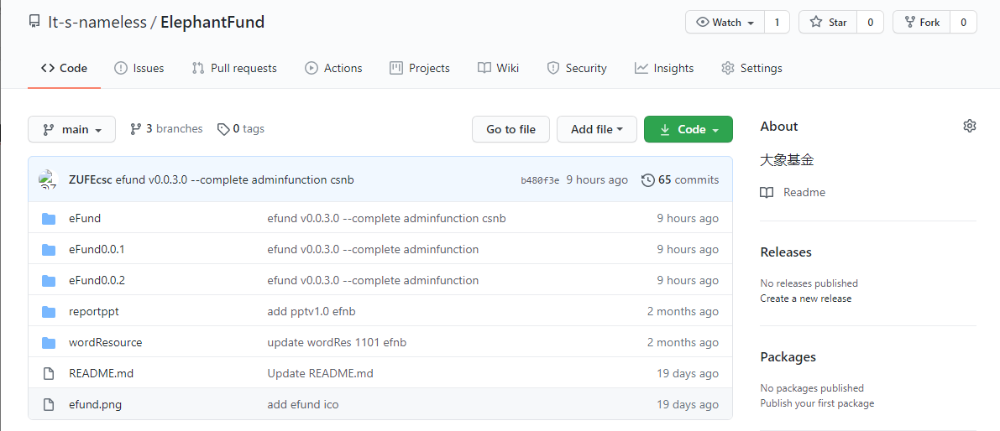 lt-s-nameless / ElephantFund
Watch 1 Star 0 Fork 0
Code Issues Pull requests Actions Projects Wiki Security Insights Settings
main 3 branches 0 tags Go to file Add file Code
ZUFEcsc efund v0.0.3.0 --complete adminfunction csnb b480f3e 9 hours ago 65 commits
eFund efund v0.0.3.0 --complete adminfunction csnb 9 hours ago
eFund0.0.1 efund v0.0.3.0 --complete adminfunction 9 hours ago
eFund0.0.2 efund v0.0.3.0 --complete adminfunction 9 hours ago
reportppt add pptv1.0 efnb 2 months ago
wordResource update wordRes 1101 efnb 2 months ago
README.md Update README.md 19 days ago
efund.png add efund ico 19 days ago
About
大象基金
Readme
Releases
No releases published
Create a new release
Packages
No packages published
Publish your first package